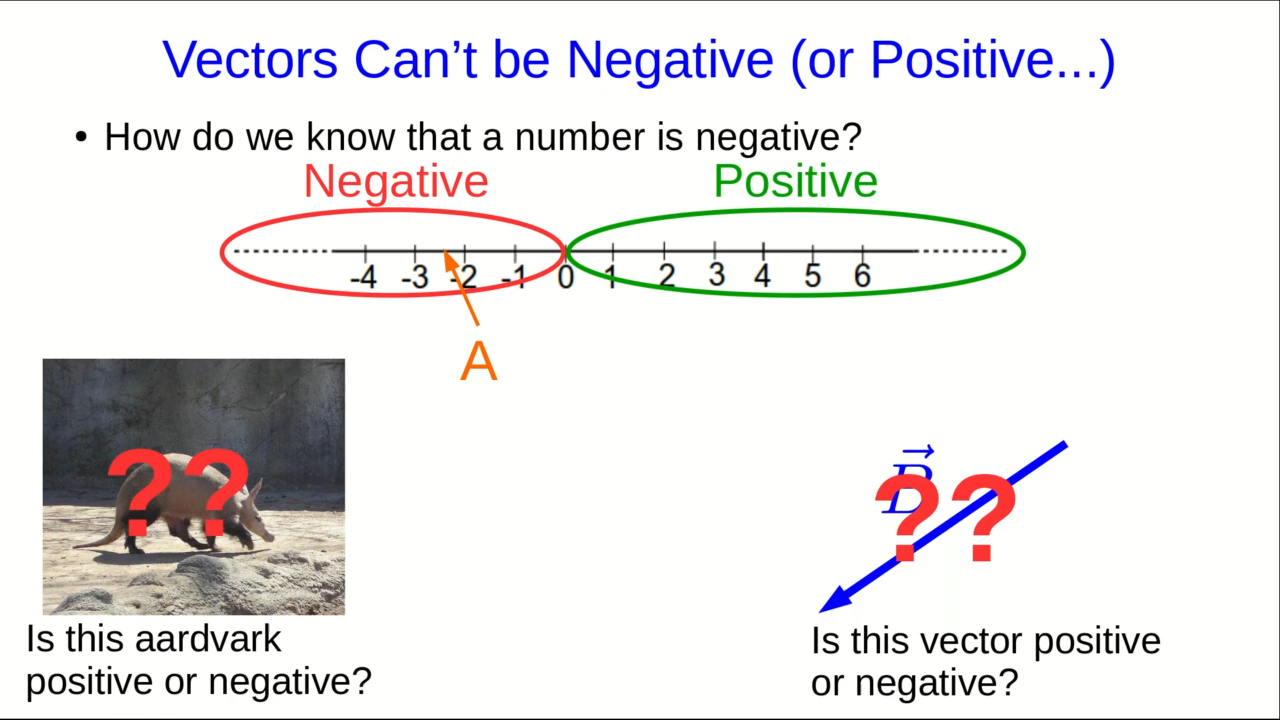 Vectors Can't be Negative (or Positive...)
• How do we know that a number is negative?
Negative Positive
-4 -3 -2 -1 0 1 2 3 4 5 6
A
??
B⃗
??
Is this aardvark
positive or negative?
Is this vector positive
or negative?